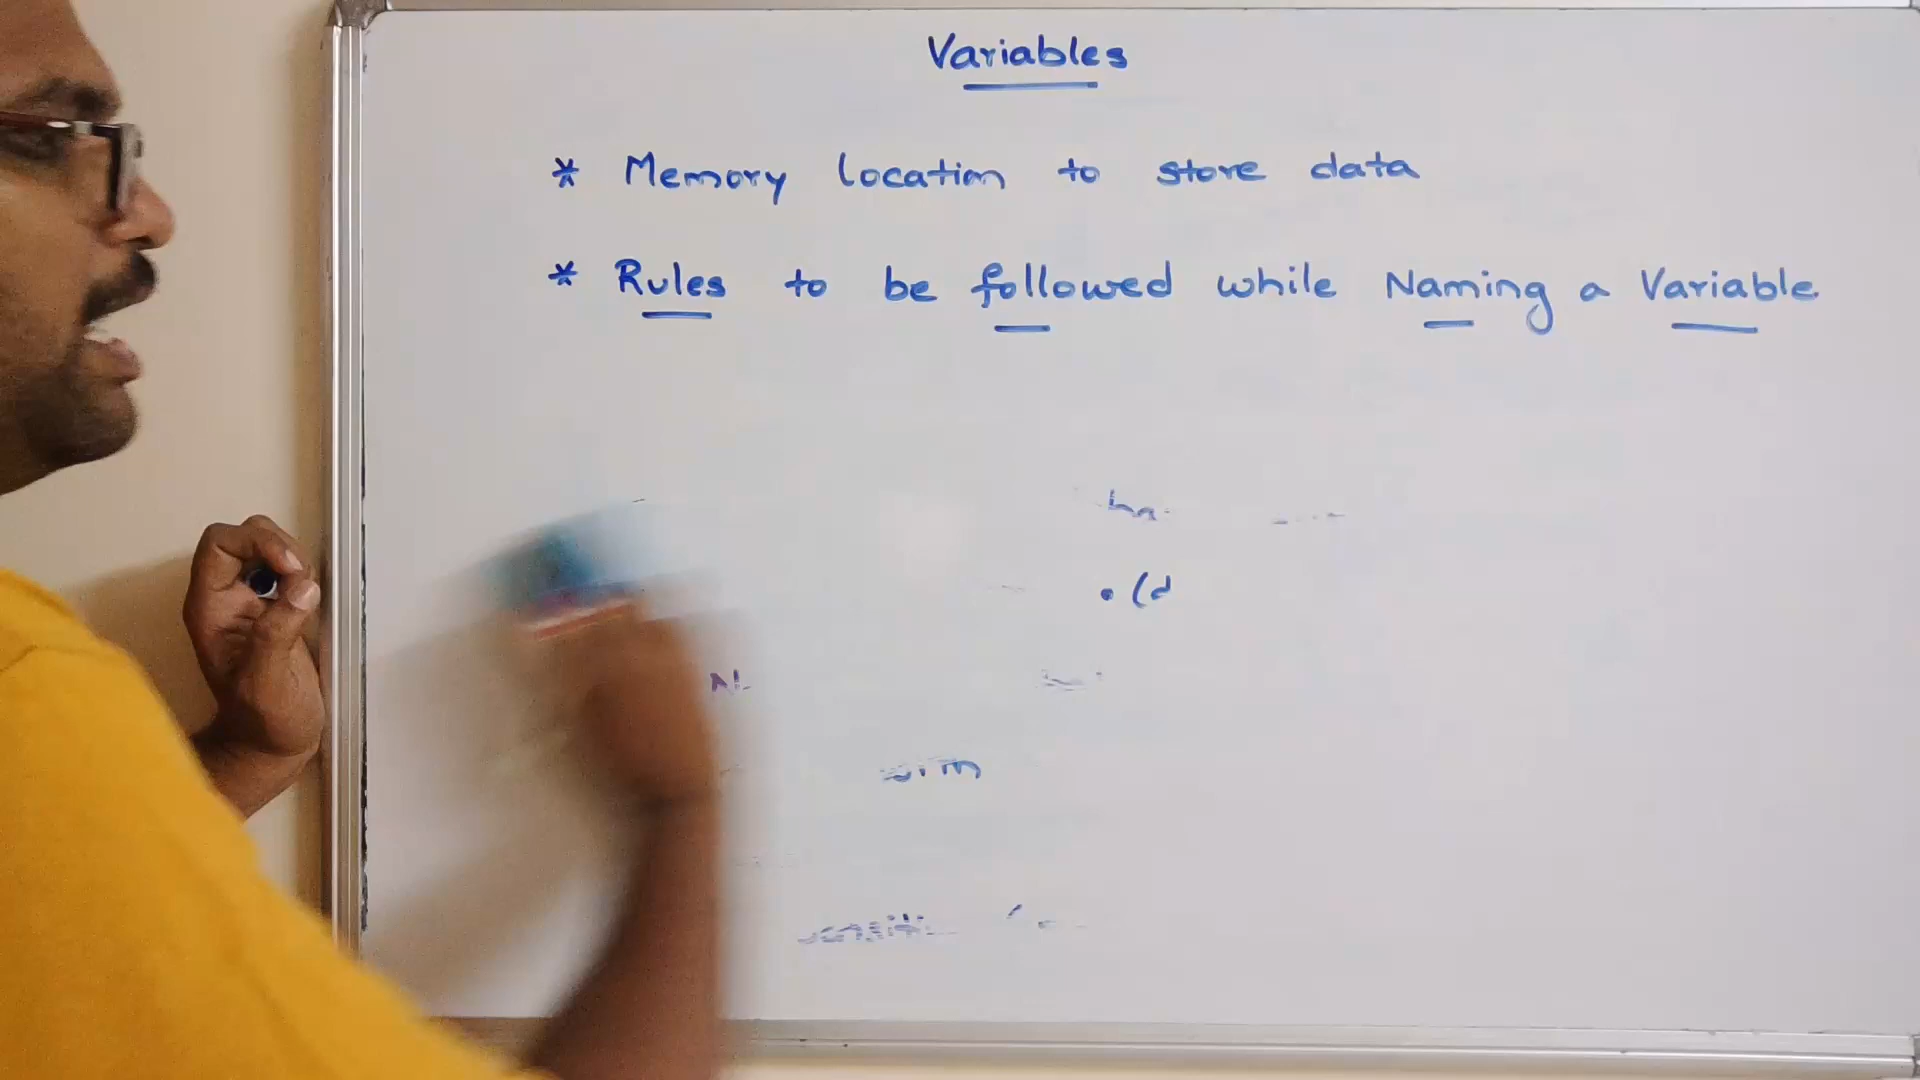 Variables
* Memory location to store data
* Rules to be followed while Naming a Variable